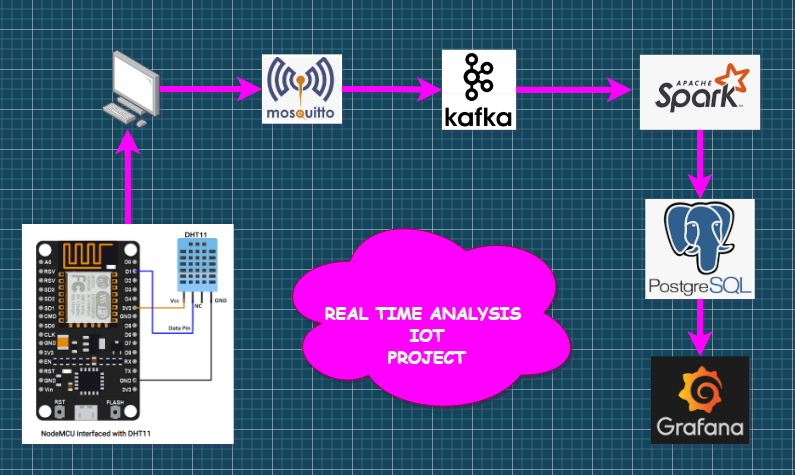 mosquitto
kafka
APACHE
Spark
PostgreSQL
Grafana
REAL TIME ANALYSIS
IOT
PROJECT
DHT11
Vcc
NC
GND
Data Pin
A0
RSV
RSV
SD3
SD2
SD1
CMD
SD0
CLK
GND
3V3
EN
RST
GND
Vin
D0
D1
D2
D3
D4
3V3
GND
D5
D6
D7
D8
RX
TX
GND
3V3
RST
FLASH
NodeMCU interfaced with DHT11